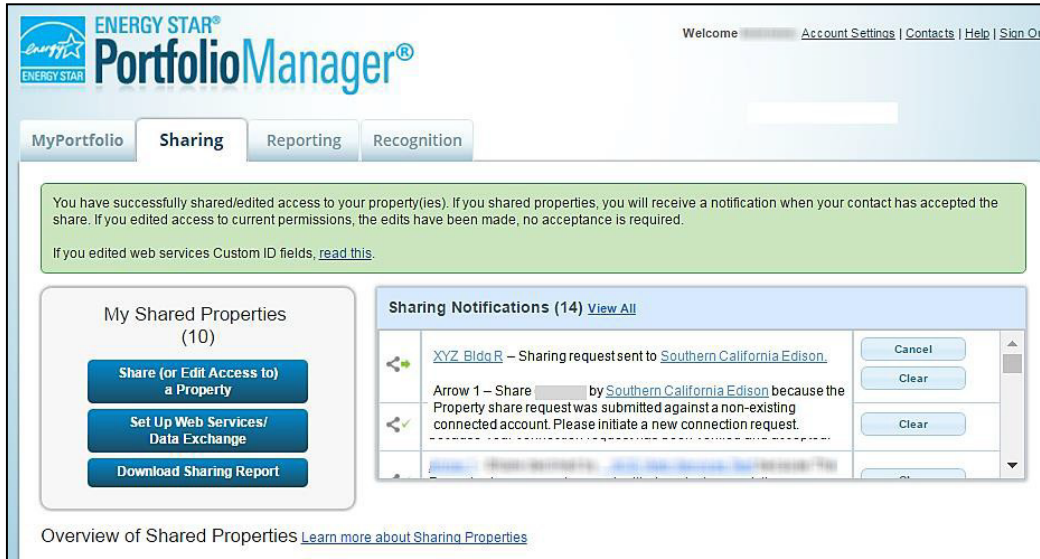 ENERGY STAR®
PortfolioManager®
energy
ENERGY STAR
Welcome
Account Settings | Contacts | Help | Sign Ou
MyPortfolio
Sharing
Reporting
Recognition
You have successfully shared/edited access to your property(ies). If you shared properties, you will receive a notification when your contact has accepted the
share. If you edited access to current permissions, the edits have been made, no acceptance is required.
If you edited web services Custom ID fields, read this.
My Shared Properties
(10)
Share (or Edit Access to)
a Property
Set Up Web Services/
Data Exchange
Download Sharing Report
Sharing Notifications (14) View All
XYZ Bldg R – Sharing request sent to Southern California Edison.
Cancel
Clear
Arrow 1 – Share by Southern California Edison because the
Property share request was submitted against a non-existing
connected account. Please initiate a new connection request.
Clear
Overview of Shared Properties Learn more about Sharing Properties